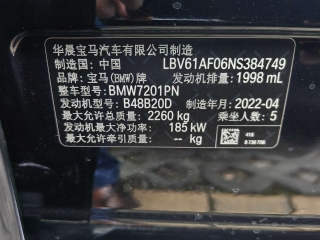 华晨宝马汽车有限公司制造
制造国：中国 LBV61AF06NS384749
品牌：宝马(BMW)牌 发动机排量：1998 mL
整车型号：BMW7201PN
发动机型号：B48B20D 制造年月：2022-04
最大允许总质量：2260 kg 乘坐人数：5
发动机最大净功率：185 kW
最大允许牵引质量：-- kg